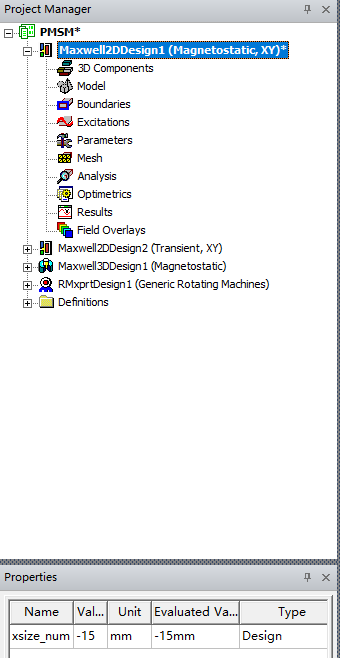 Project Manager
PMSM*
Maxwell2DDesign1 (Magnetostatic, XY)*
3D Components
Model
Boundaries
Excitations
Parameters
Mesh
Analysis
Optimetrics
Results
Field Overlays
Maxwell2DDesign2 (Transient, XY)
Maxwell3DDesign1 (Magnetostatic)
RMxprtDesign1 (Generic Rotating Machines)
Definitions
Properties
Name Val... Unit Evaluated Va... Type
xsize_num -15 mm -15mm Design